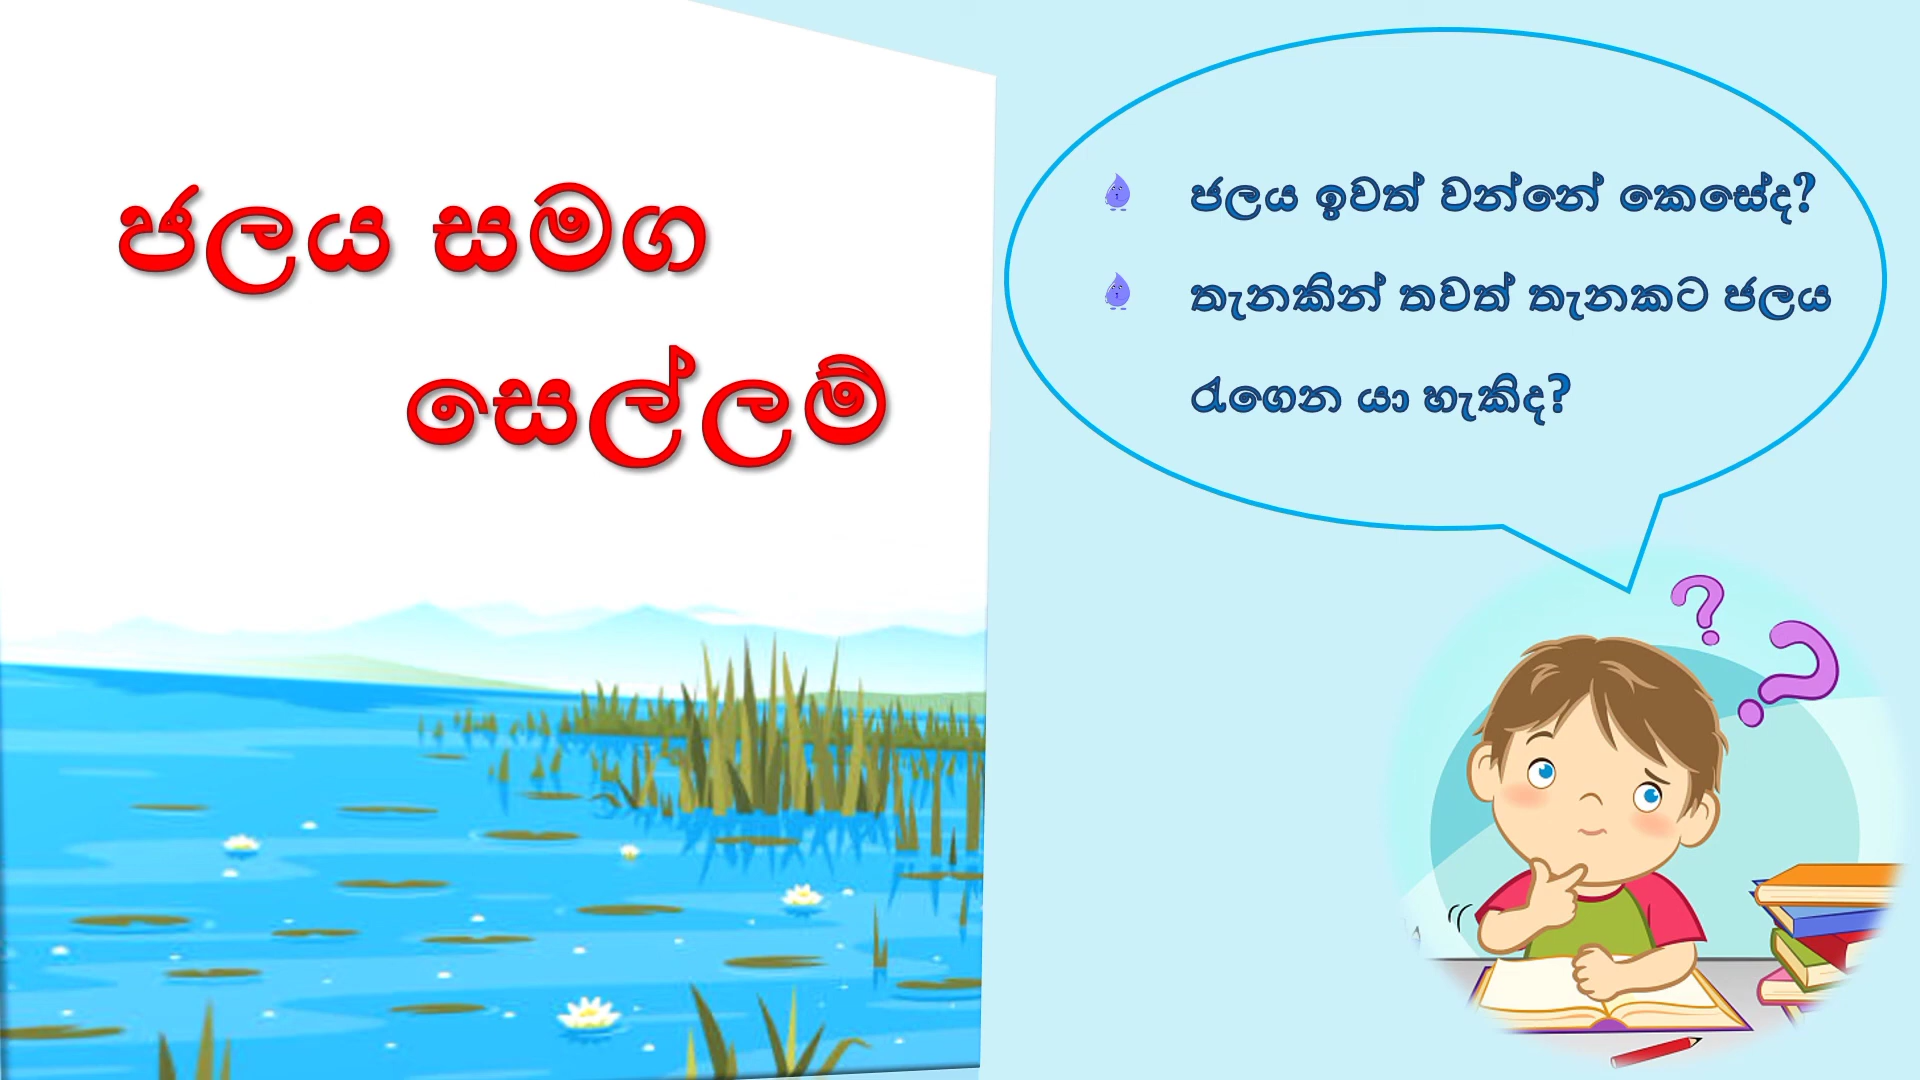 ජලය සමග
සෙල්ලම්
ජලය ඉවත් වන්නේ කෙසේද?
තැනකින් තවත් තැනකට ජලය
රැගෙන යා හැකිද?